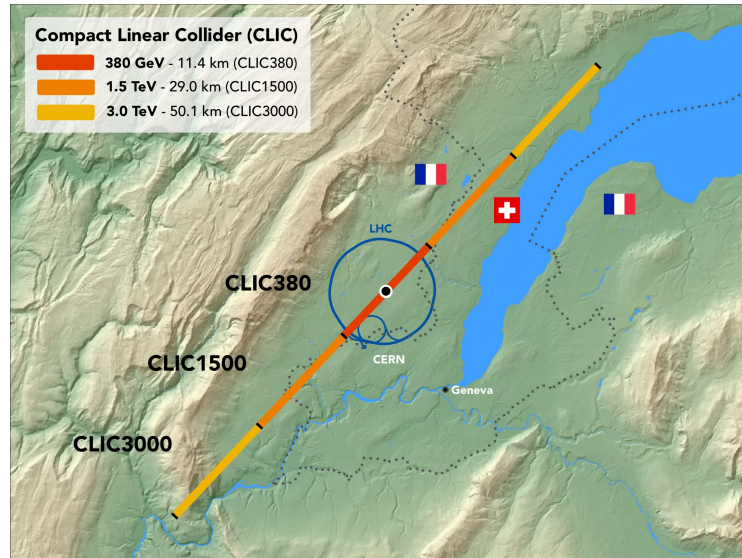 Compact Linear Collider (CLIC)
380 GeV - 11.4 km (CLIC380)
1.5 TeV - 29.0 km (CLIC1500)
3.0 TeV - 50.1 km (CLIC3000)
LHC
CLIC380
CERN
CLIC1500
Geneva
CLIC3000